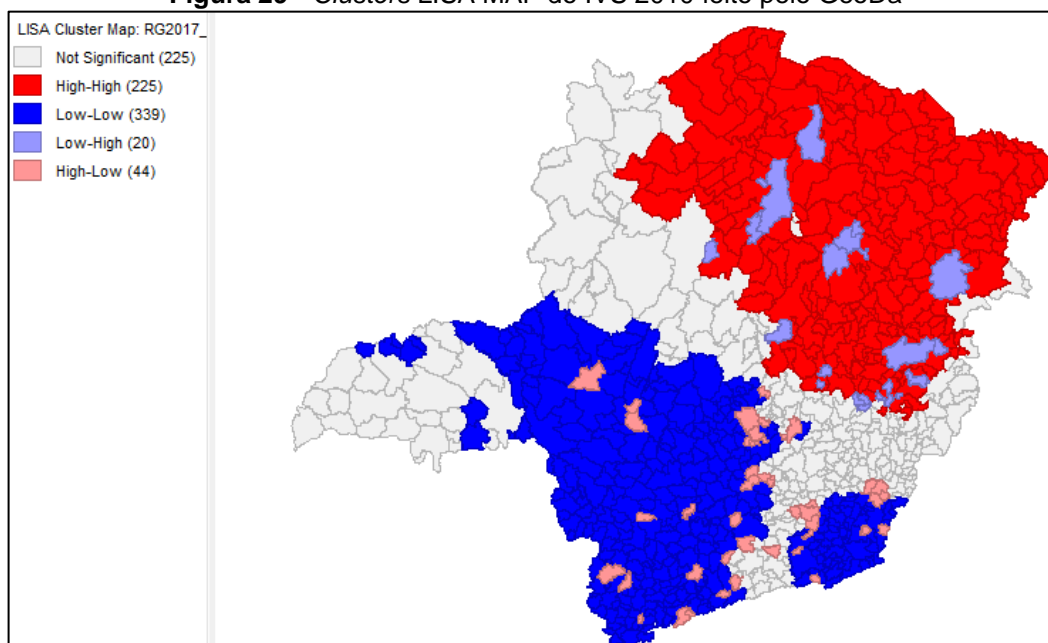 Figura 20 - Clusters LISA MAP do IVS 2010 feito pelo GeoDa
LISA Cluster Map: RG2017_
Not Significant (225)
High-High (225)
Low-Low (339)
Low-High (20)
High-Low (44)